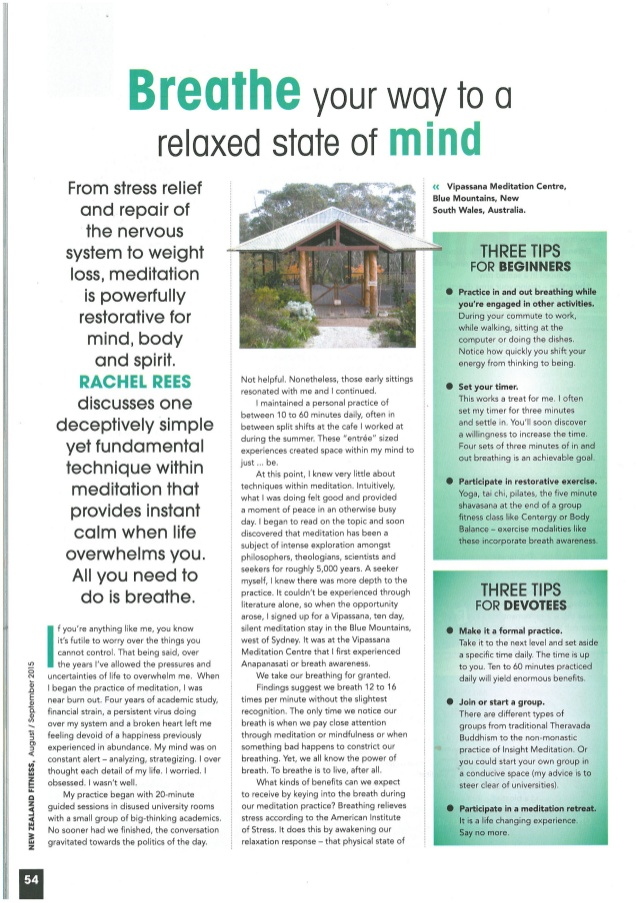 Breathe your way to a
relaxed state of mind
From stress relief
and repair of
the nervous
system to weight
loss, meditation
is powerfully
restorative for
mind, body
and spirit.
RACHEL REES
discusses one
deceptively simple
yet fundamental
technique within
meditation that
provides instant
calm when life
overwhelms you.
All you need to
do is breathe.
If you're anything like me, you know
it's futile to worry over the things you
cannot control. That being said, over
the years I've allowed the pressures and
uncertainties of life to overwhelm me. When
I began the practice of meditation, I was
near burn out. Four years of academic study,
financial strain, a persistent virus doing
over my system and a broken heart left me
feeling devoid of a happiness previously
experienced in abundance. My mind was on
constant alert – analyzing, strategizing. I over
thought each detail of my life. I worried. I
obsessed. I wasn't well.
My practice began with 20-minute
guided sessions in disused university rooms
with a small group of big-thinking academics.
No sooner had we finished, the conversation
gravitated towards the politics of the day.
Not helpful. Nonetheless, those early sittings
resonated with me and I continued.
I maintained a personal practice of
between 10 to 60 minutes daily, often in
between split shifts at the cafe I worked at
during the summer. These "entrée" sized
experiences created space within my mind to
just ... be.
At this point, I knew very little about
techniques within meditation. Intuitively,
what I was doing felt good and provided
a moment of peace in an otherwise busy
day. I began to read on the topic and soon
discovered that meditation has been a
subject of intense exploration amongst
philosophers, theologians, scientists and
seekers for roughly 5,000 years. A seeker
myself, I knew there was more depth to the
practice. It couldn't be experienced through
literature alone, so when the opportunity
arose, I signed up for a Vipassana, ten day,
silent meditation stay in the Blue Mountains,
west of Sydney. It was at the Vipassana
Meditation Centre that I first experienced
Anapanasati or breath awareness.
We take our breathing for granted.
Findings suggest we breath 12 to 16
times per minute without the slightest
recognition. The only time we notice our
breath is when we pay close attention
through meditation or mindfulness or when
something bad happens to constrict our
breathing. Yet, we all know the power of
breath. To breathe is to live, after all.
What kinds of benefits can we expect
to receive by keying into the breath during
our meditation practice? Breathing relieves
stress according to the American Institute
of Stress. It does this by awakening our
relaxation response – that physical state of
« Vipassana Meditation Centre,
Blue Mountains, New
South Wales, Australia.
THREE TIPS
FOR BEGINNERS
● Practice in and out breathing while
you're engaged in other activities.
During your commute to work,
while walking, sitting at the
computer or doing the dishes.
Notice how quickly you shift your
energy from thinking to being.
● Set your timer.
This works a treat for me. I often
set my timer for three minutes
and settle in. You'll soon discover
a willingness to increase the time.
Four sets of three minutes of in and
out breathing is an achievable goal.
● Participate in restorative exercise.
Yoga, tai chi, pilates, the five minute
shavasana at the end of a group
fitness class like Centergy or Body
Balance – exercise modalities like
these incorporate breath awareness.
THREE TIPS
FOR DEVOTEES
● Make it a formal practice.
Take it to the next level and set aside
a specific time daily. The time is up
to you. Ten to 60 minutes practiced
daily will yield enormous benefits.
● Join or start a group.
There are different types of
groups from traditional Theravada
Buddhism to the non-monastic
practice of Insight Meditation. Or
you could start your own group in
a conducive space (my advice is to
steer clear of universities).
● Participate in a meditation retreat.
It is a life changing experience.
Say no more.
NEW ZEALAND FITNESS, August / September 2015
54